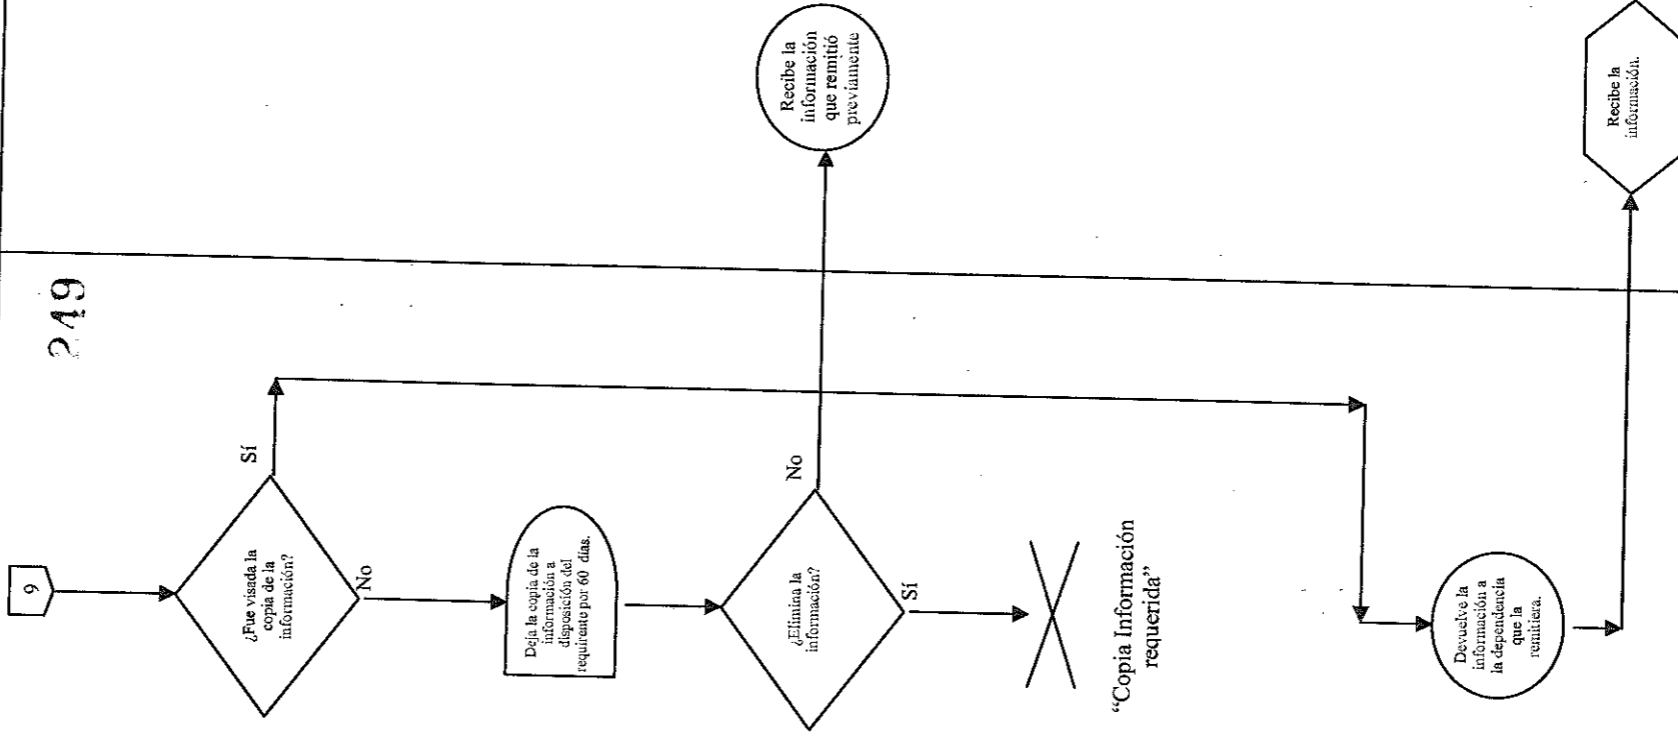 2449
9
¿Fue visada la
copia de la
información?
Sí
No
Deja la copia de la
información a
disposición del
requirente por 60 días.
¿Elimina la
información?
No
Sí
Recibe la
información
que remitió
previamente
“Copia Información
requerida”
Devuelve la
información a
la dependencia
que la
remitiera.
Recibe la
información.